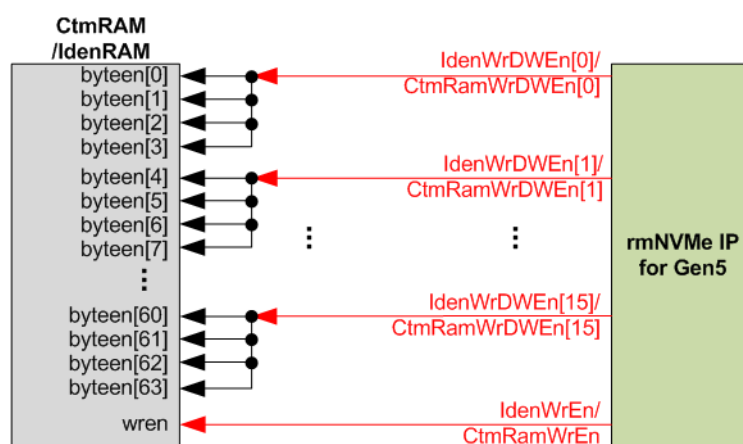 CtmRAM
/IdenRAM
byteen[0]
byteen[1]
byteen[2]
byteen[3]
byteen[4]
byteen[5]
byteen[6]
byteen[7]
byteen[60]
byteen[61]
byteen[62]
byteen[63]
wren
IdenWrDWEn[0]/
CtmRamWrDWEn[0]
IdenWrDWEn[1]/
CtmRamWrDWEn[1]
IdenWrDWEn[15]/
CtmRamWrDWEn[15]
IdenWrEn/
CtmRamWrEn
rmNVMe IP
for Gen5